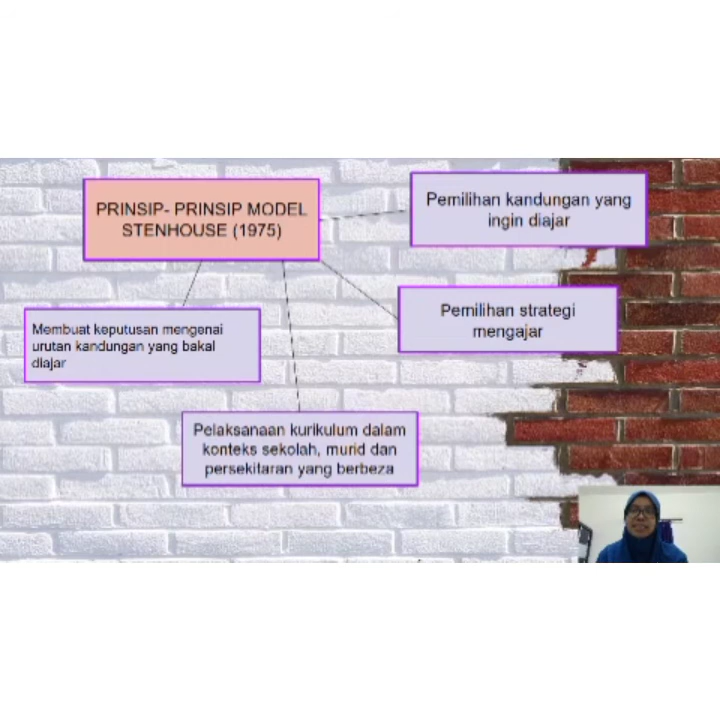 PRINSIP- PRINSIP MODEL
STENHOUSE (1975)
Pemilihan kandungan yang
ingin diajar
Pemilihan strategi
mengajar
Membuat keputusan mengenai
urutan kandungan yang bakal
diajar
Pelaksanaan kurikulum dalam
konteks sekolah, murid dan
persekitaran yang berbeza